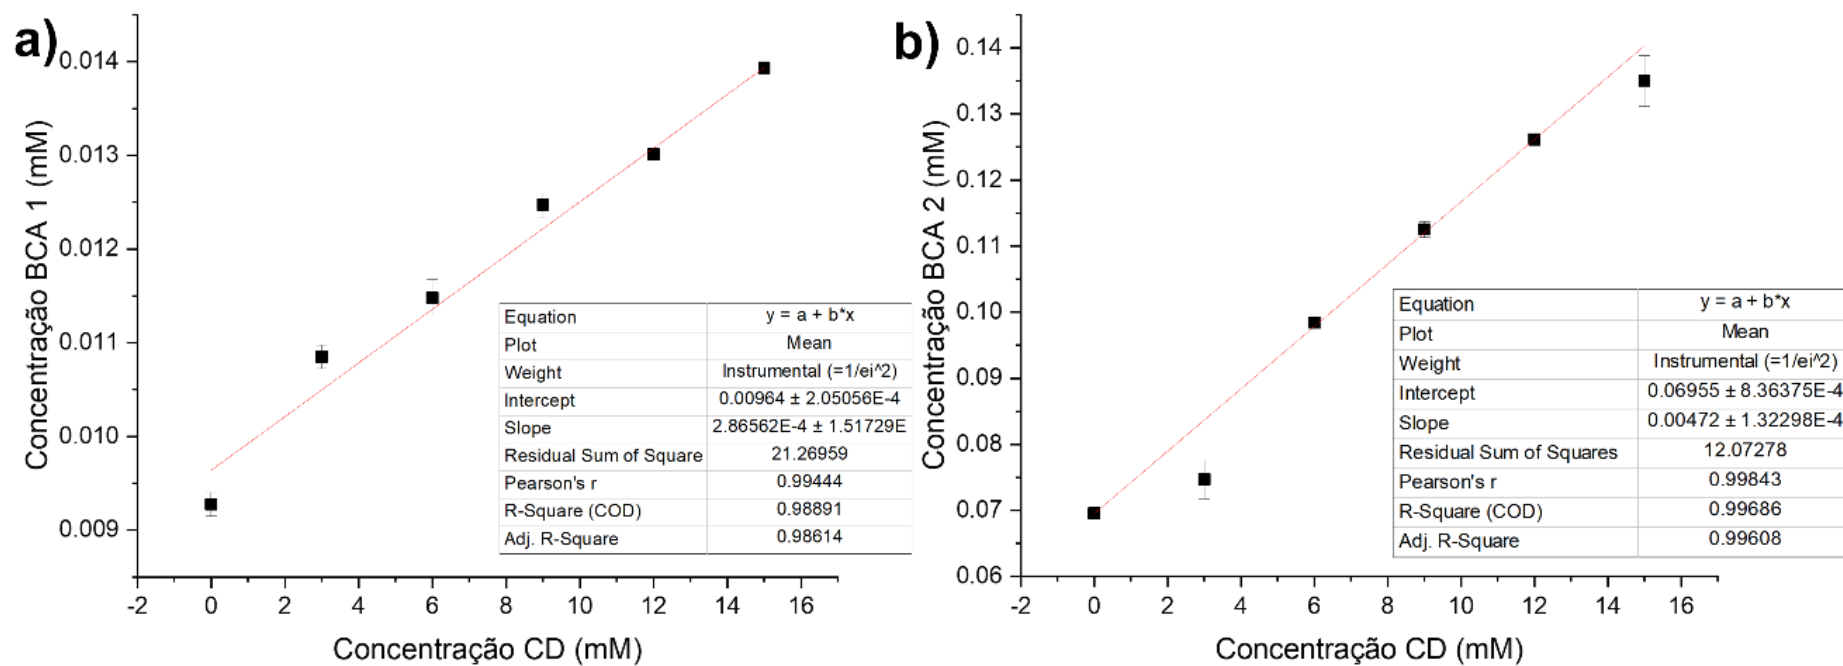 a)
0.014
0.013
0.012
0.011
0.010
0.009
Concentração BCA 1 (mM)
-2 0 2 4 6 8 10 12 14 16
Concentração CD (mM)
Equation y = a + b*x
Plot Mean
Weight Instrumental (=1/ei^2)
Intercept 0.00964 ± 2.05056E-4
Slope 2.86562E-4 ± 1.51729E
Residual Sum of Square 21.26959
Pearson's r 0.99444
R-Square (COD) 0.98891
Adj. R-Square 0.98614
b)
0.14
0.13
0.12
0.11
0.10
0.09
0.08
0.07
0.06
Concentração BCA 2 (mM)
-2 0 2 4 6 8 10 12 14 16
Concentração CD (mM)
Equation y = a + b*x
Plot Mean
Weight Instrumental (=1/ei^2)
Intercept 0.06955 ± 8.36375E-4
Slope 0.00472 ± 1.32298E-4
Residual Sum of Squares 12.07278
Pearson's r 0.99843
R-Square (COD) 0.99686
Adj. R-Square 0.99608